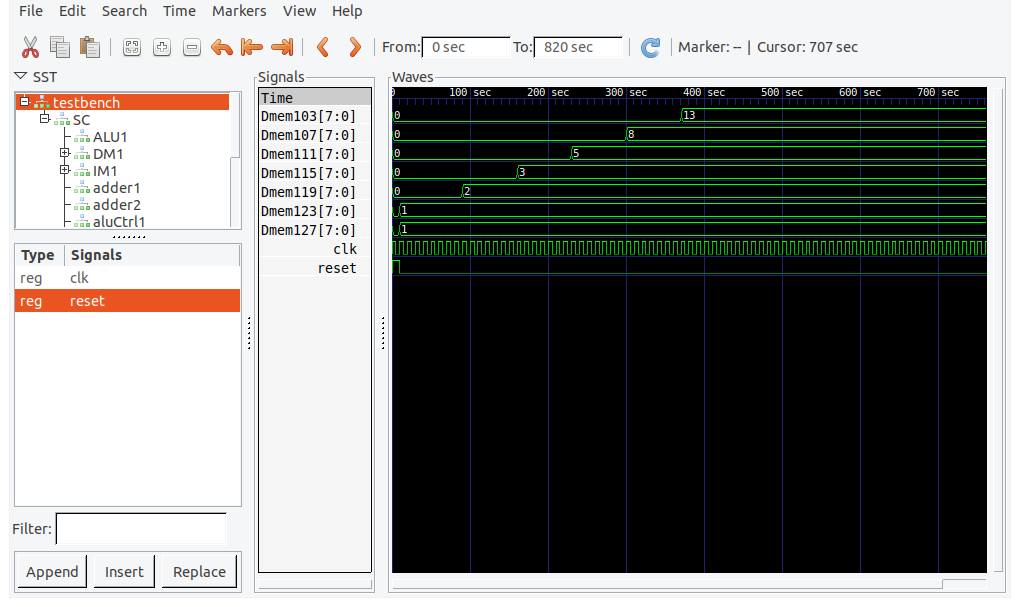 File Edit Search Time Markers View Help
From: 0 sec To: 820 sec Marker: -- | Cursor: 707 sec
SST
testbench
SC
ALU1
DM1
IM1
adder1
adder2
aluCtrl1
Type Signals
reg clk
reg reset
Filter:
Append Insert Replace
Signals
Time
Dmem103[7:0]
Dmem107[7:0]
Dmem111[7:0]
Dmem115[7:0]
Dmem119[7:0]
Dmem123[7:0]
Dmem127[7:0]
clk
reset
Waves
0 100 sec 200 sec 300 sec 400 sec 500 sec 600 sec 700 sec
0 13
0 8
0 5
0 3
0 2
1
1